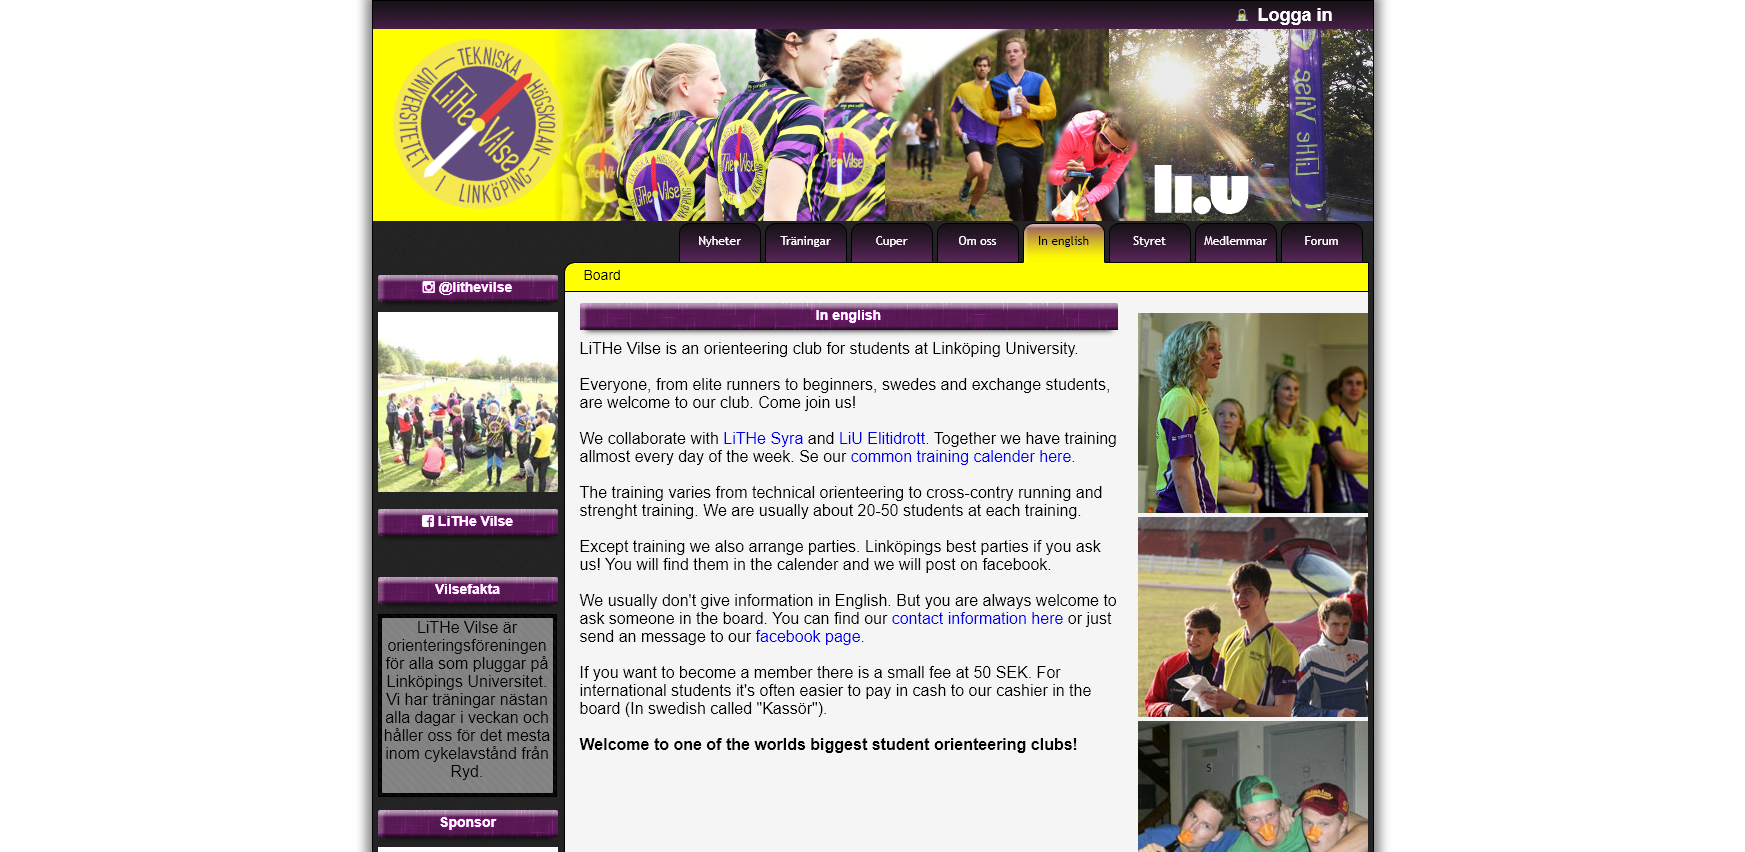 Logga in
TEKNISKA HÖGSKOLAN
UNIVERSITETET I LINKÖPING
LiTHe Vilse
LiTHe Vilse
li.u
Nyheter
Träningar
Cuper
Om oss
In english
Styret
Medlemmar
Forum
Board
@lithevilse
LiTHe Vilse
Vilsefakta
LiTHe Vilse är
orienteringsföreningen
för alla som pluggar på
Linköpings Universitet.
Vi har träningar nästan
alla dagar i veckan och
håller oss för det mesta
inom cykelavstånd från
Ryd.
Sponsor
In english
LiTHe Vilse is an orienteering club for students at Linköping University.
Everyone, from elite runners to beginners, swedes and exchange students,
are welcome to our club. Come join us!
We collaborate with LiTHe Syra and LiU Elitidrott. Together we have training
allmost every day of the week. Se our common training calender here.
The training varies from technical orienteering to cross-contry running and
strenght training. We are usually about 20-50 students at each training.
Except training we also arrange parties. Linköpings best parties if you ask
us! You will find them in the calender and we will post on facebook.
We usually don't give information in English. But you are always welcome to
ask someone in the board. You can find our contact information here or just
send an message to our facebook page.
If you want to become a member there is a small fee at 50 SEK. For
international students it's often easier to pay in cash to our cashier in the
board (In swedish called "Kassör").
Welcome to one of the worlds biggest student orienteering clubs!